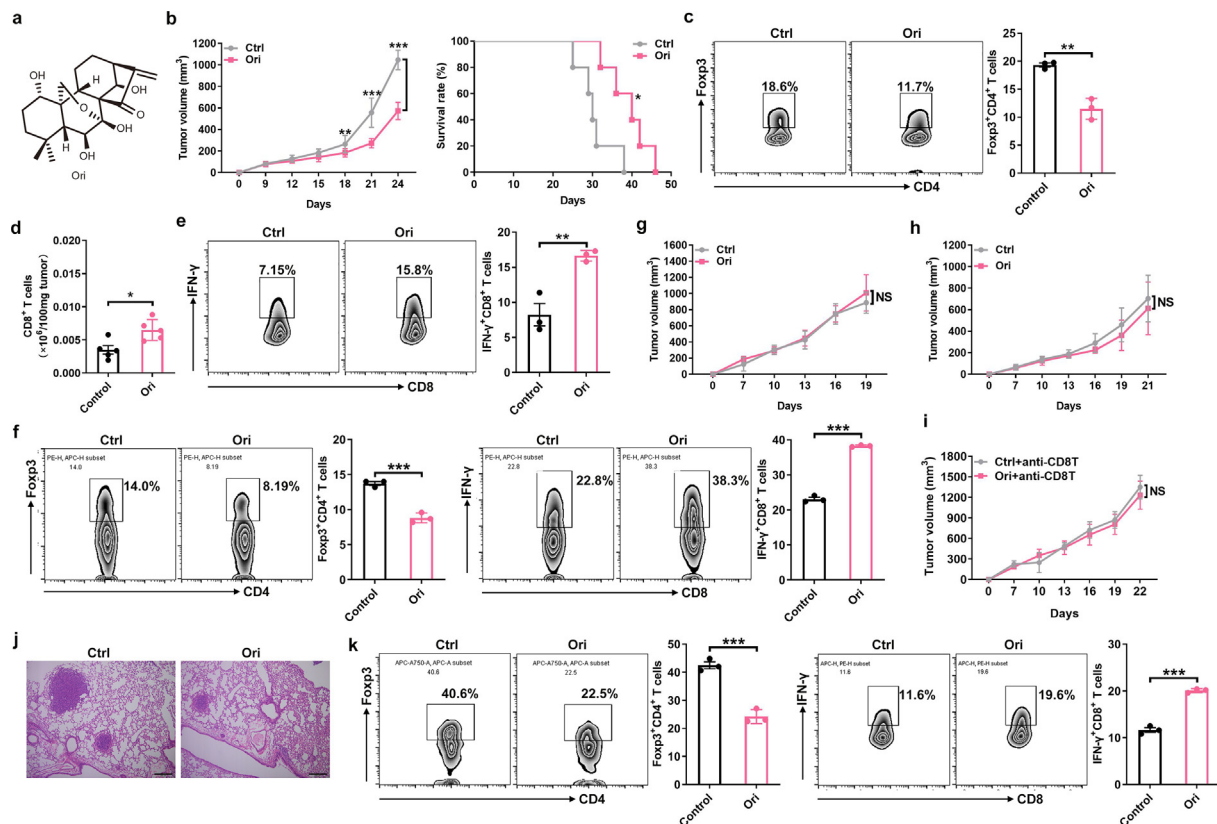 a
OH
H
O
OH
O
H
OH
OH
Ori
b
Tumor volume (mm³)
1200
1000
800
600
400
200
0
Ctrl
Ori
**
***
***
0 9 12 15 18 21 24
Days
Survival rate (%)
100
80
60
40
20
0
Ctrl
Ori
*
0 10 20 30 40 50
Days
c
Ctrl
Ori
Foxp3
18.6%
11.7%
CD4
Foxp3⁺CD4⁺ T cells
25
20
15
10
5
0
**
Control
Ori
d
CD8⁺ T cells
(×10⁶/100mg tumor)
0.020
0.015
0.010
0.005
0.000
*
Control
Ori
e
Ctrl
Ori
IFN-γ
7.15%
15.8%
CD8
IFN-γ⁺CD8⁺ T cells
20
15
10
5
0
**
Control
Ori
g
Tumor volume (mm³)
1600
1400
1200
1000
800
600
400
200
0
Ctrl
Ori
NS
0 7 10 13 16 19
Days
h
Tumor volume (mm³)
1200
1000
800
600
400
200
0
Ctrl
Ori
NS
0 7 10 13 16 19 21
Days
f
Ctrl
Ori
Foxp3
PE-H, APC-H subset
14.0
14.0%
PE-H, APC-H subset
8.19
8.19%
CD4
Foxp3⁺CD4⁺ T cells
20
15
10
5
0
***
Control
Ori
Ctrl
Ori
IFN-γ
PE-H, APC-H subset
22.8
22.8%
PE-H, APC-H subset
38.3
38.3%
CD8
IFN-γ⁺CD8⁺ T cells
40
30
20
10
0
***
Control
Ori
i
Tumor volume (mm³)
1800
1500
1200
900
600
300
0
Ctrl+anti-CD8T
Ori+anti-CD8T
NS
0 7 10 13 16 19 22
Days
j
Ctrl
Ori
k
Ctrl
Ori
Foxp3
APC-A750-A, APC-A subset
40.6
40.6%
APC-A750-A, APC-A subset
22.5
22.5%
CD4
Foxp3⁺CD4⁺ T cells
50
40
30
20
10
0
***
Control
Ori
Ctrl
Ori
IFN-γ
APC-H, PE-H subset
11.6
11.6%
APC-H, PE-H subset
19.6
19.6%
CD8
IFN-γ⁺CD8⁺ T cells
30
20
10
0
***
Control
Ori